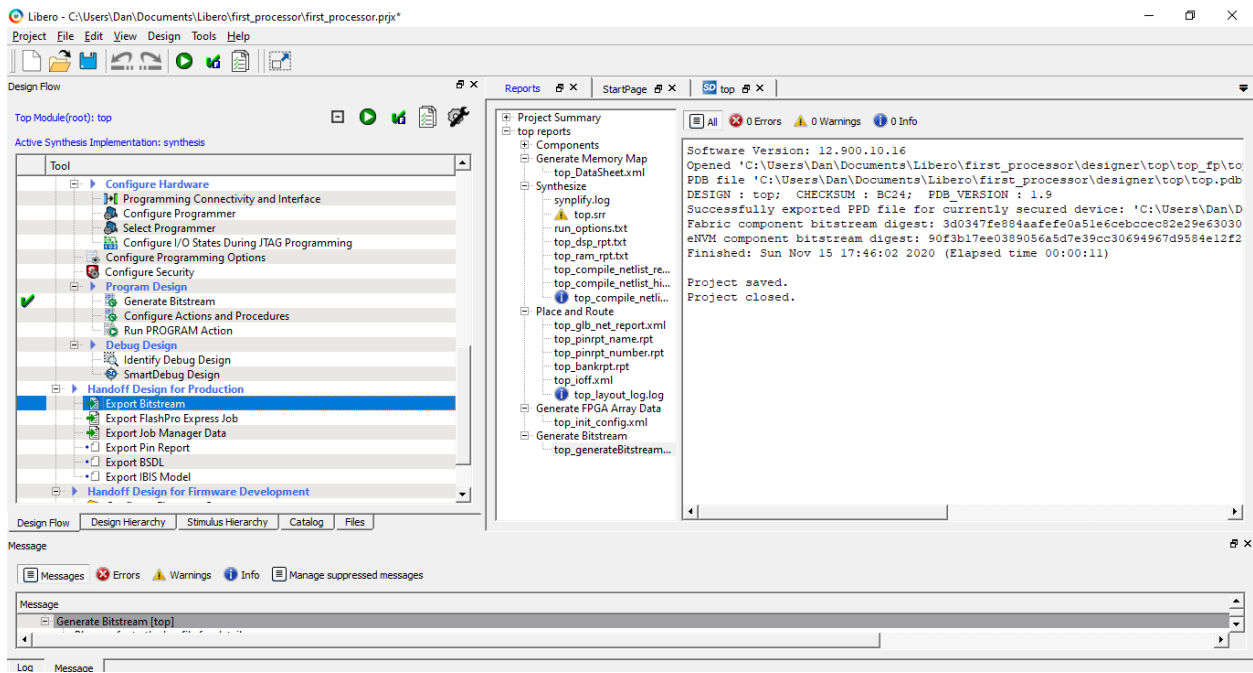 Libero - C:\Users\Dan\Documents\Libero\first_processor\first_processor.prjx*
Project File Edit View Design Tools Help
Design Flow
Top Module(root): top
Active Synthesis Implementation: synthesis
Tool
Configure Hardware
Programming Connectivity and Interface
Configure Programmer
Select Programmer
Configure I/O States During JTAG Programming
Configure Programming Options
Configure Security
Program Design
Generate Bitstream
Configure Actions and Procedures
Run PROGRAM Action
Debug Design
Identify Debug Design
SmartDebug Design
Handoff Design for Production
Export Bitstream
Export FlashPro Express Job
Export Job Manager Data
Export Pin Report
Export BSDL
Export IBIS Model
Handoff Design for Firmware Development
Design Flow Design Hierarchy Stimulus Hierarchy Catalog Files
Reports StartPage SD top
Project Summary
top reports
Components
Generate Memory Map
top_DataSheet.xml
Synthesize
synplify.log
top.srr
run_options.txt
top_dsp_rpt.txt
top_ram_rpt.txt
top_compile_netlist_re...
top_compile_netlist_hi...
top_compile_netli...
Place and Route
top_glb_net_report.xml
top_pinrpt_name.rpt
top_pinrpt_number.rpt
top_bankrpt.rpt
top_ioff.xml
top_layout_log.log
Generate FPGA Array Data
top_init_config.xml
Generate Bitstream
top_generateBitstream...
All 0 Errors 0 Warnings 0 Info
Software Version: 12.900.10.16
Opened 'C:\Users\Dan\Documents\Libero\first_processor\designer\top\top_fp\to
PDB file 'C:\Users\Dan\Documents\Libero\first_processor\designer\top\top.pdb
DESIGN : top; CHECKSUM : BC24; PDB_VERSION : 1.9
Successfully exported PPD file for currently secured device: 'C:\Users\Dan\D
Fabric component bitstream digest: 3d0347fe884aafefe0a51e6cebccec82e29e63030
eNVM component bitstream digest: 90f3b17ee0389056a5d7e39cc30694967d9584e12f2
Finished: Sun Nov 15 17:46:02 2020 (Elapsed time 00:00:11)
Project saved.
Project closed.
Message
Messages Errors Warnings Info Manage suppressed messages
Message
Generate Bitstream [top]
Log Message